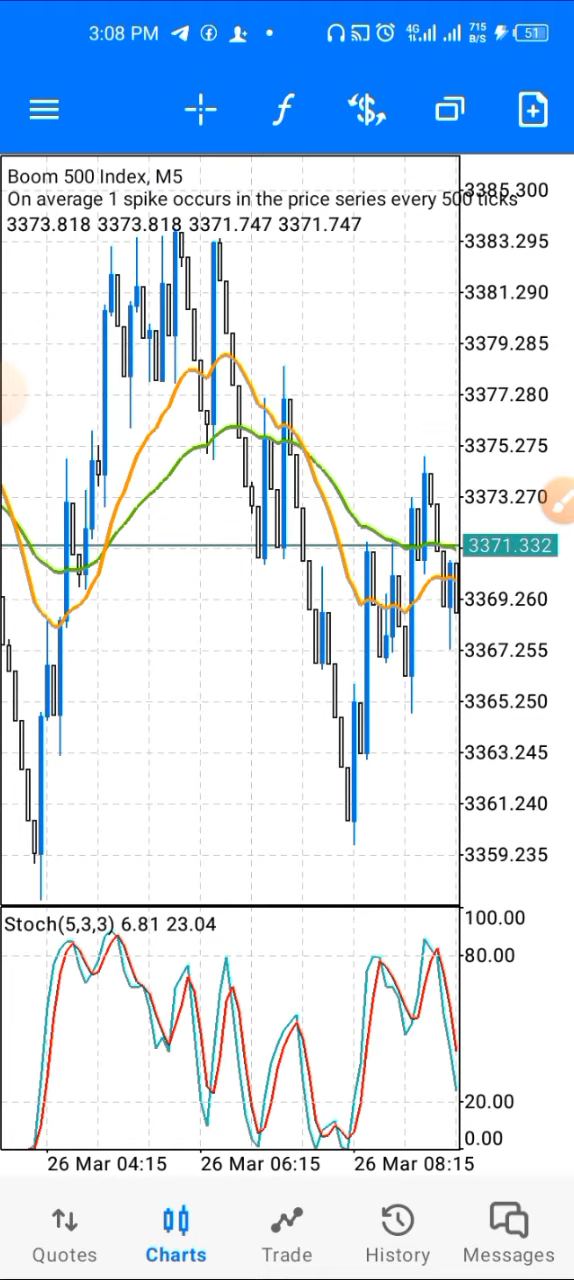 3:08 PM
4G
715 B/S
51
Boom 500 Index, M5
On average 1 spike occurs in the price series every 500 ticks
3373.818 3373.818 3371.747 3371.747
3385.300
3383.295
3381.290
3379.285
3377.280
3375.275
3373.270
3371.332
3369.260
3367.255
3365.250
3363.245
3361.240
3359.235
Stoch(5,3,3) 6.81 23.04
100.00
80.00
20.00
0.00
26 Mar 04:15
26 Mar 06:15
26 Mar 08:15
Quotes
Charts
Trade
History
Messages